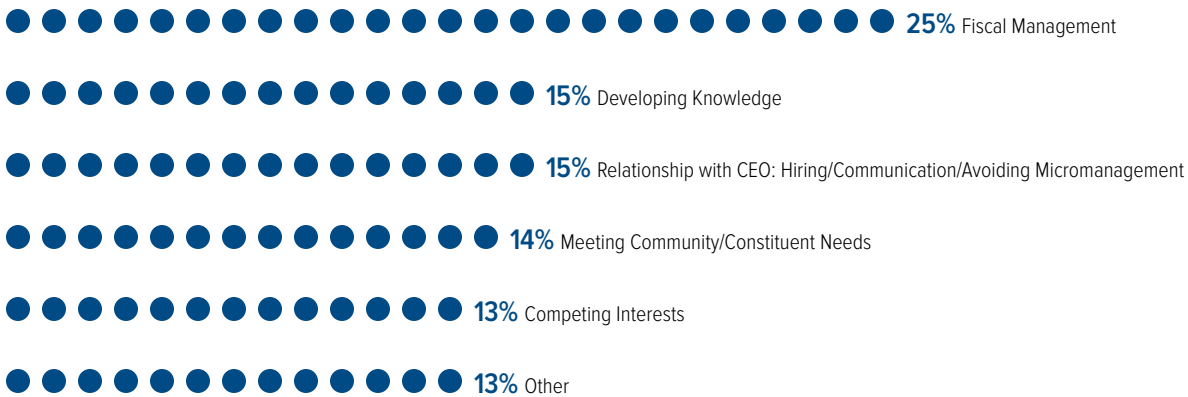 25% Fiscal Management
15% Developing Knowledge
15% Relationship with CEO: Hiring/Communication/Avoiding Micromanagement
14% Meeting Community/Constituent Needs
13% Competing Interests
13% Other